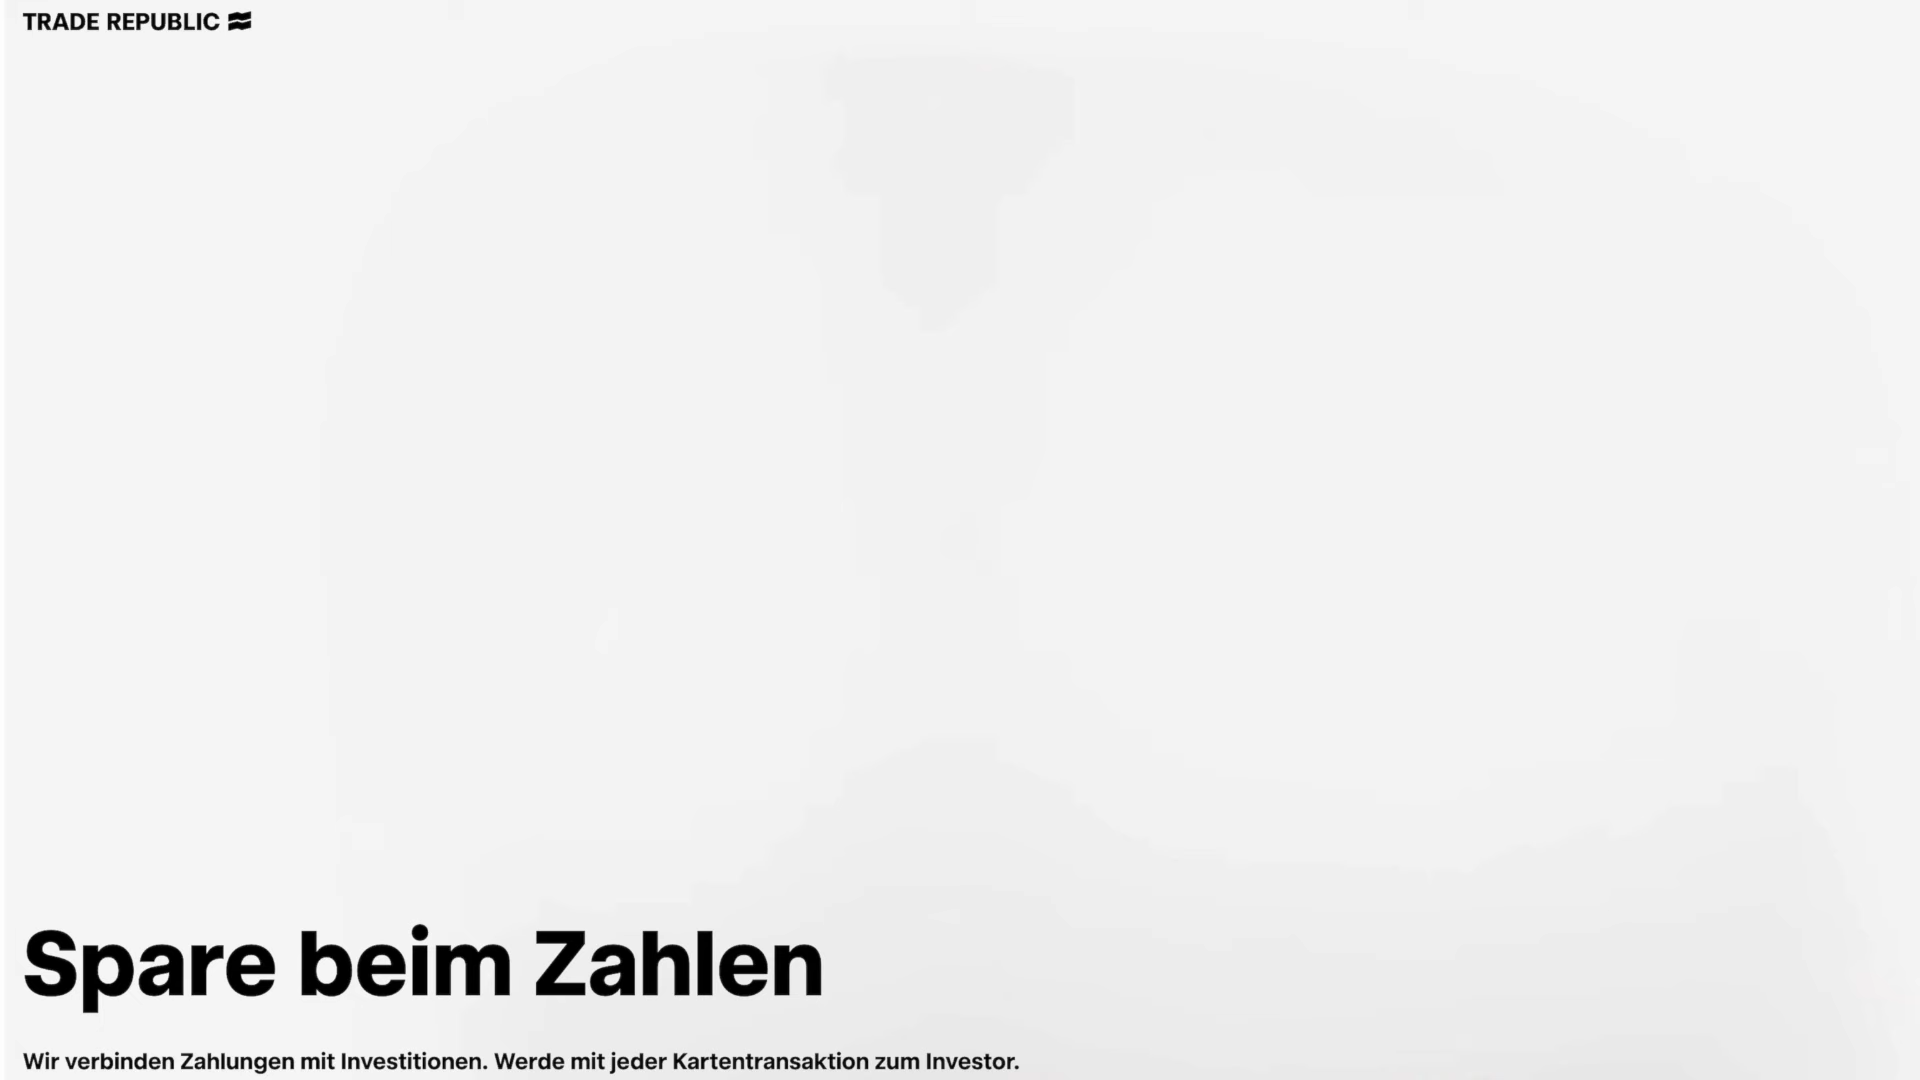 TRADE REPUBLIC
Spare beim Zahlen
Wir verbinden Zahlungen mit Investitionen. Werde mit jeder Kartentransaktion zum Investor.